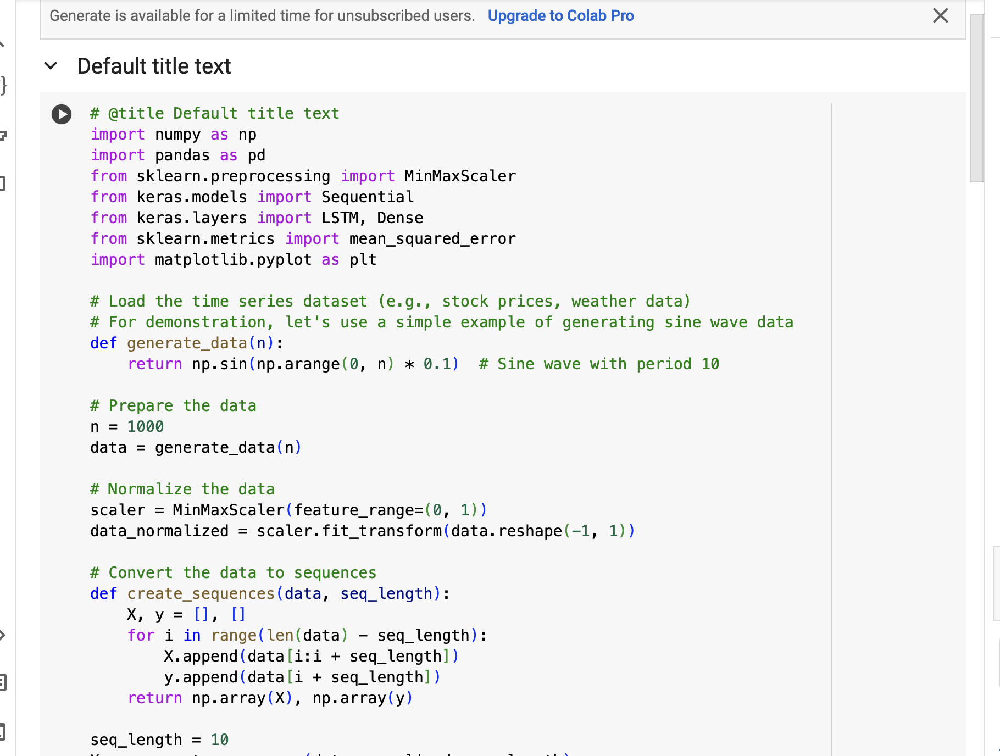 Generate is available for a limited time for unsubscribed users. Upgrade to Colab Pro
Default title text
# @title Default title text
import numpy as np
import pandas as pd
from sklearn.preprocessing import MinMaxScaler
from keras.models import Sequential
from keras.layers import LSTM, Dense
from sklearn.metrics import mean_squared_error
import matplotlib.pyplot as plt

# Load the time series dataset (e.g., stock prices, weather data)
# For demonstration, let's use a simple example of generating sine wave data
def generate_data(n):
    return np.sin(np.arange(0, n) * 0.1)  # Sine wave with period 10

# Prepare the data
n = 1000
data = generate_data(n)

# Normalize the data
scaler = MinMaxScaler(feature_range=(0, 1))
data_normalized = scaler.fit_transform(data.reshape(-1, 1))

# Convert the data to sequences
def create_sequences(data, seq_length):
    X, y = [], []
    for i in range(len(data) - seq_length):
        X.append(data[i:i + seq_length])
        y.append(data[i + seq_length])
    return np.array(X), np.array(y)

seq_length = 10